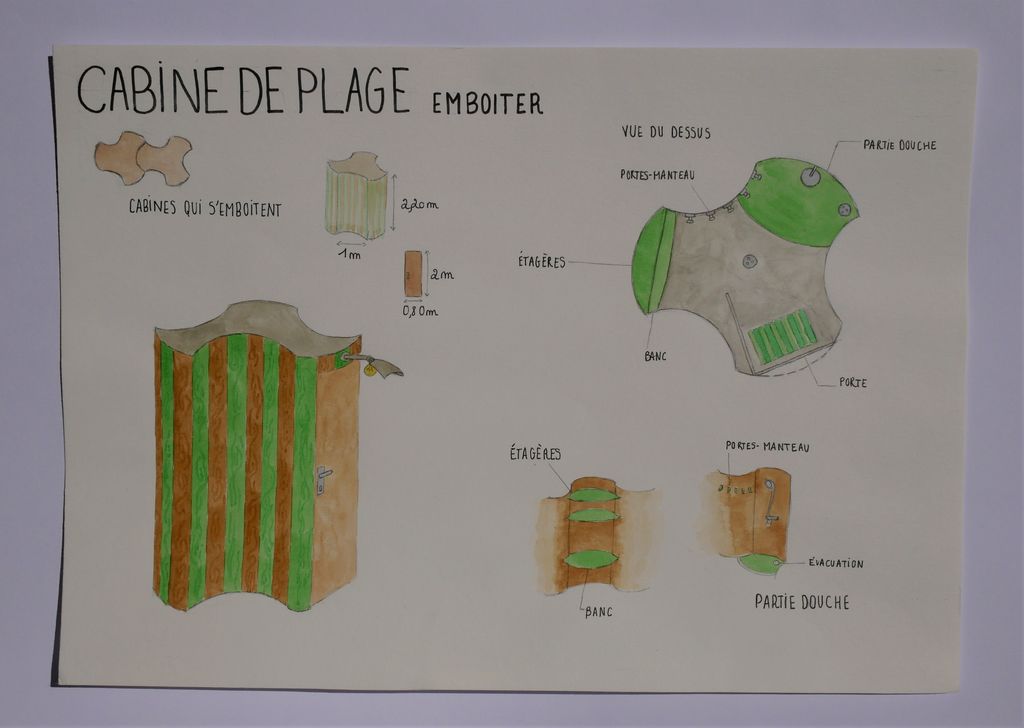 CABINE DE PLAGE EMBOITER
CABINES QUI S'EMBOITENT
2,20m
1m
2m
0,80m
VUE DU DESSUS
PARTIE DOUCHE
PORTES-MANTEAU
ÉTAGÈRES
BANC
PORTE
ÉTAGÈRES
BANC
PORTES-MANTEAU
ÉVACUATION
PARTIE DOUCHE